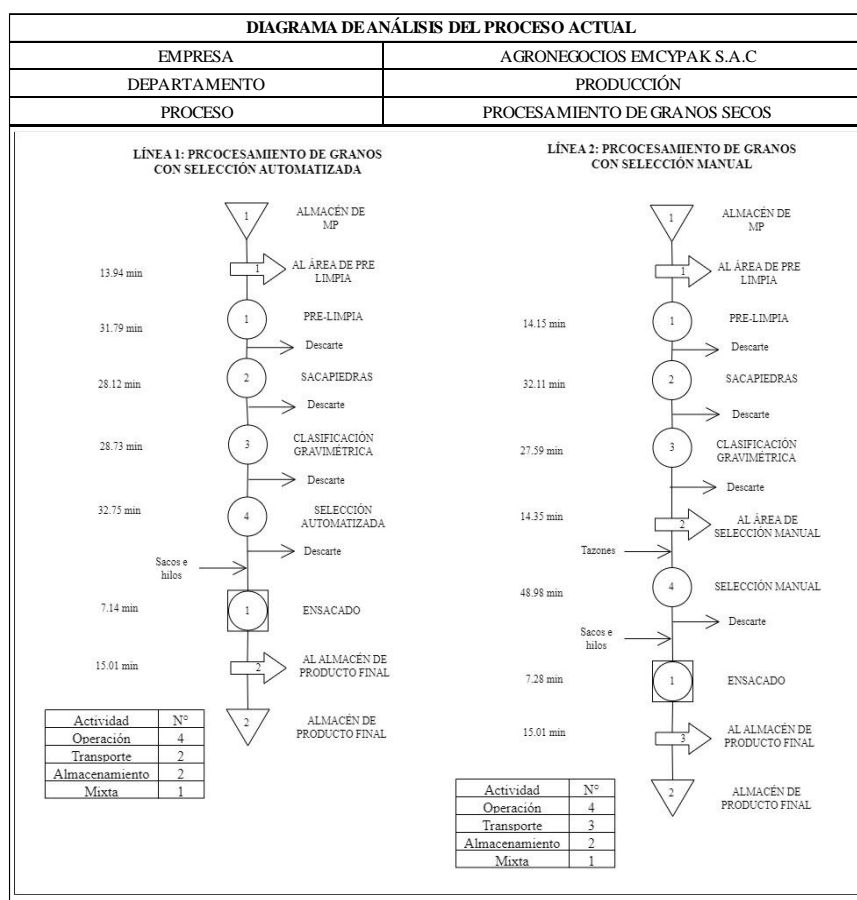 DIAGRAMA DE ANÁLISIS DEL PROCESO ACTUAL
EMPRESA
AGRONEGOCIOS EMCYPAK S.A.C
DEPARTAMENTO
PRODUCCIÓN
PROCESO
PROCESAMIENTO DE GRANOS SECOS
LÍNEA 1: PRCOCESAMIENTO DE GRANOS
CON SELECCIÓN AUTOMATIZADA
1
ALMACÉN DE
MP
13.94 min
1
AL ÁREA DE PRE
LIMPIA
31.79 min
1
PRE-LIMPIA
Descarte
28.12 min
2
SACAPIEDRAS
Descarte
28.73 min
3
CLASIFICACIÓN
GRAVIMÉTRICA
Descarte
32.75 min
4
SELECCIÓN
AUTOMATIZADA
Descarte
Sacos e
hilos
7.14 min
1
ENSACADO
15.01 min
2
AL ALMACÉN DE
PRODUCTO FINAL
2
ALMACÉN DE
PRODUCTO FINAL
Actividad N°
Operación 4
Transporte 2
Almacenamiento 2
Mixta 1
LÍNEA 2: PRCOCESAMIENTO DE GRANOS
CON SELECCIÓN MANUAL
1
ALMACÉN DE
MP
1
AL ÁREA DE PRE
LIMPIA
14.15 min
1
PRE-LIMPIA
Descarte
32.11 min
2
SACAPIEDRAS
Descarte
27.59 min
3
CLASIFICACIÓN
GRAVIMÉTRICA
Descarte
14.35 min
2
AL ÁREA DE
SELECCIÓN MANUAL
Tazones
48.98 min
4
SELECCIÓN MANUAL
Descarte
Sacos e
hilos
7.28 min
1
ENSACADO
15.01 min
3
AL ALMACÉN DE
PRODUCTO FINAL
2
ALMACÉN DE
PRODUCTO FINAL
Actividad N°
Operación 4
Transporte 3
Almacenamiento 2
Mixta 1